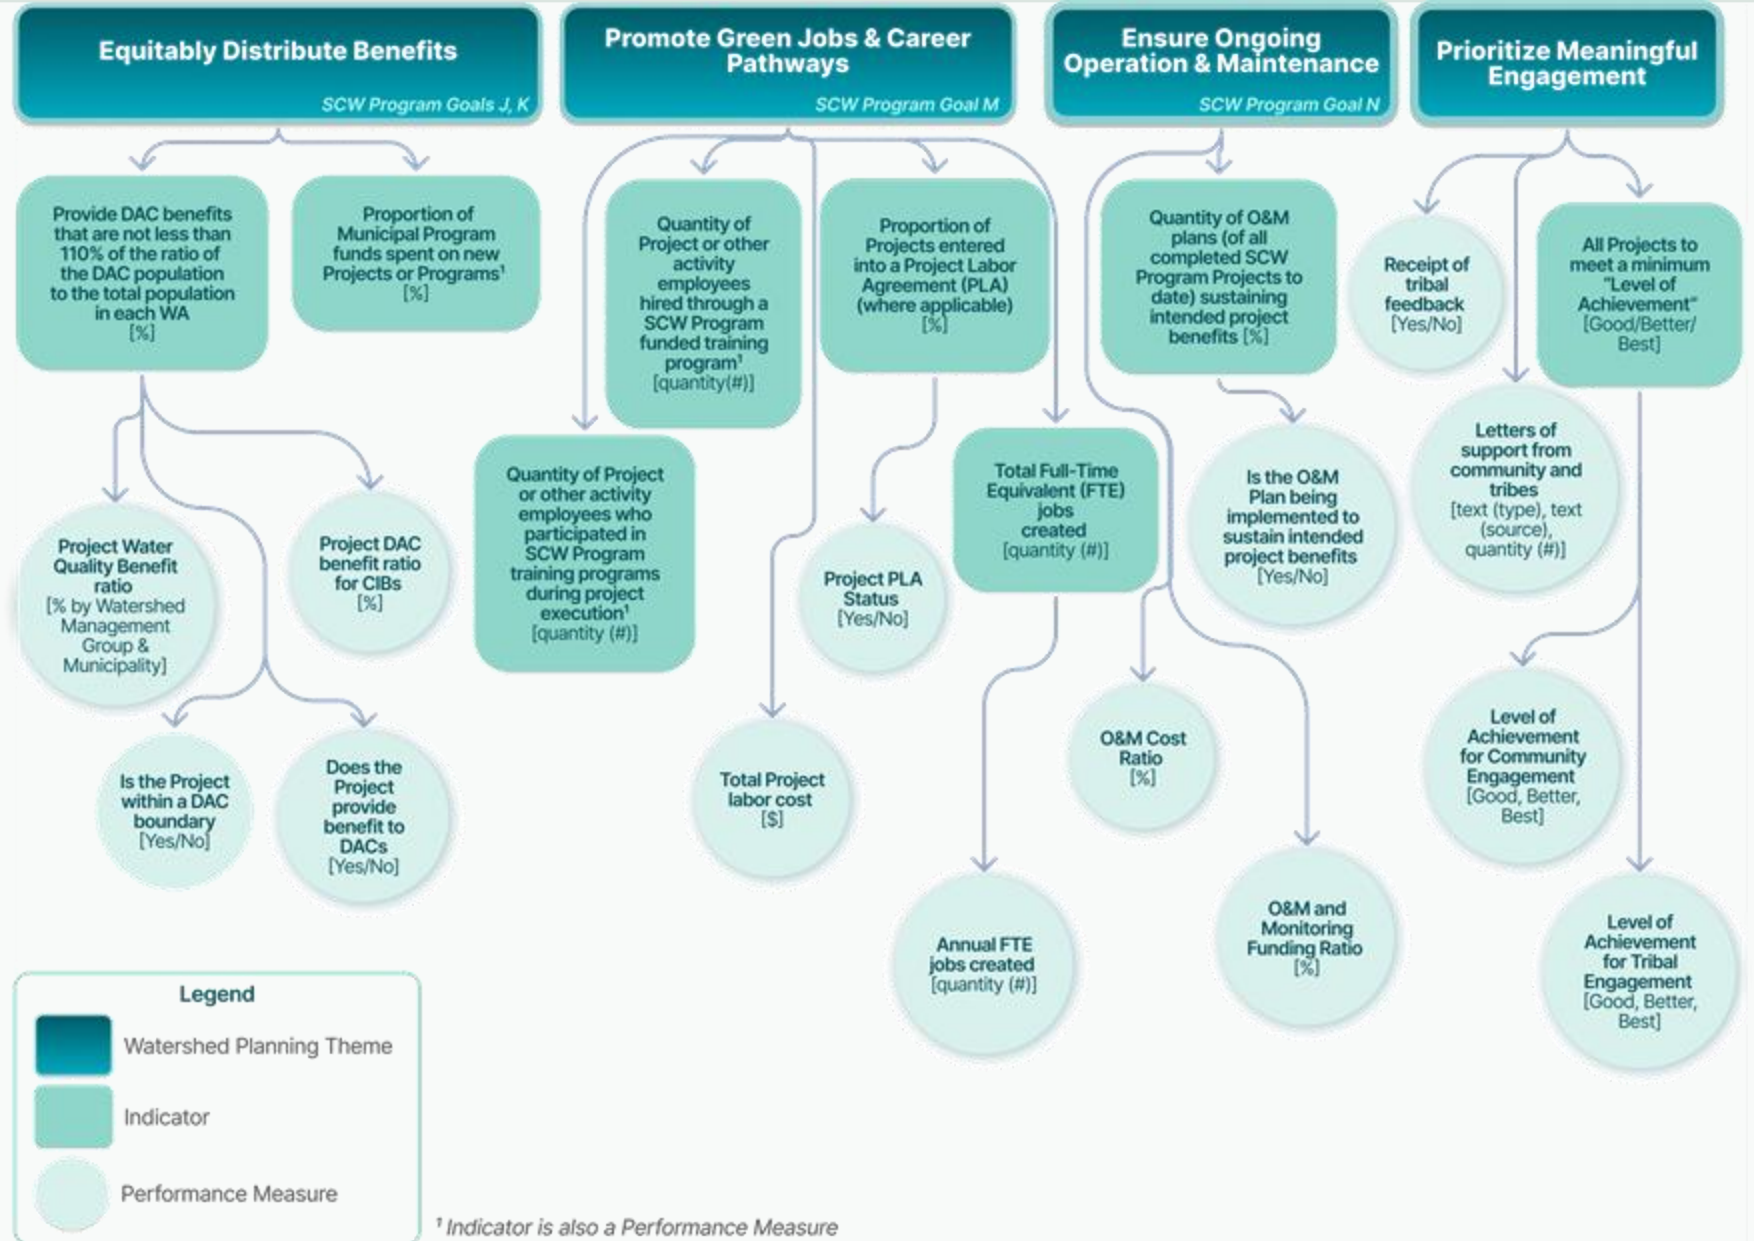 Equitably Distribute Benefits
SCW Program Goals J, K
Promote Green Jobs & Career
Pathways
SCW Program Goal M
Ensure Ongoing
Operation & Maintenance
SCW Program Goal N
Prioritize Meaningful
Engagement
Provide DAC benefits
that are not less than
110% of the ratio of
the DAC population
to the total population
in each WA
[%]
Proportion of
Municipal Program
funds spent on new
Projects or Programs¹
[%]
Quantity of
Project or other
activity
employees
hired through a
SCW Program
funded training
program¹
[quantity(#)]
Proportion of
Projects entered
into a Project Labor
Agreement (PLA)
(where applicable)
[%]
Quantity of O&M
plans (of all
completed SCW
Program Projects to
date) sustaining
intended project
benefits [%]
Receipt of
tribal
feedback
[Yes/No]
All Projects to
meet a minimum
"Level of
Achievement"
[Good/Better/
Best]
Quantity of Project
or other activity
employees who
participated in
SCW Program
training programs
during project
execution¹
[quantity (#)]
Total Full-Time
Equivalent (FTE)
jobs
created
[quantity (#)]
Is the O&M
Plan being
implemented to
sustain intended
project benefits
[Yes/No]
Letters of
support from
community and
tribes
[text (type), text
(source),
quantity (#)]
Project Water
Quality Benefit
ratio
[% by Watershed
Management
Group &
Municipality]
Project DAC
benefit ratio
for CIBs
[%]
Project PLA
Status
[Yes/No]
Is the Project
within a DAC
boundary
[Yes/No]
Does the
Project
provide
benefit to
DACs
[Yes/No]
Total Project
labor cost
[$]
O&M Cost
Ratio
[%]
Level of
Achievement
for Community
Engagement
[Good, Better,
Best]
Annual FTE
jobs created
[quantity (#)]
O&M and
Monitoring
Funding Ratio
[%]
Level of
Achievement
for Tribal
Engagement
[Good, Better,
Best]
Legend
Watershed Planning Theme
Indicator
Performance Measure
¹ Indicator is also a Performance Measure